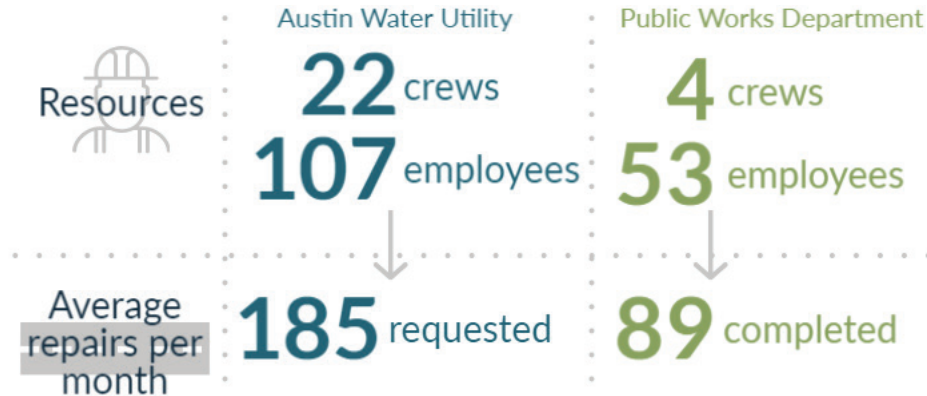 Austin Water Utility
Public Works Department
Resources
22 crews
107 employees
4 crews
53 employees
Average
repairs per
month
185 requested
89 completed